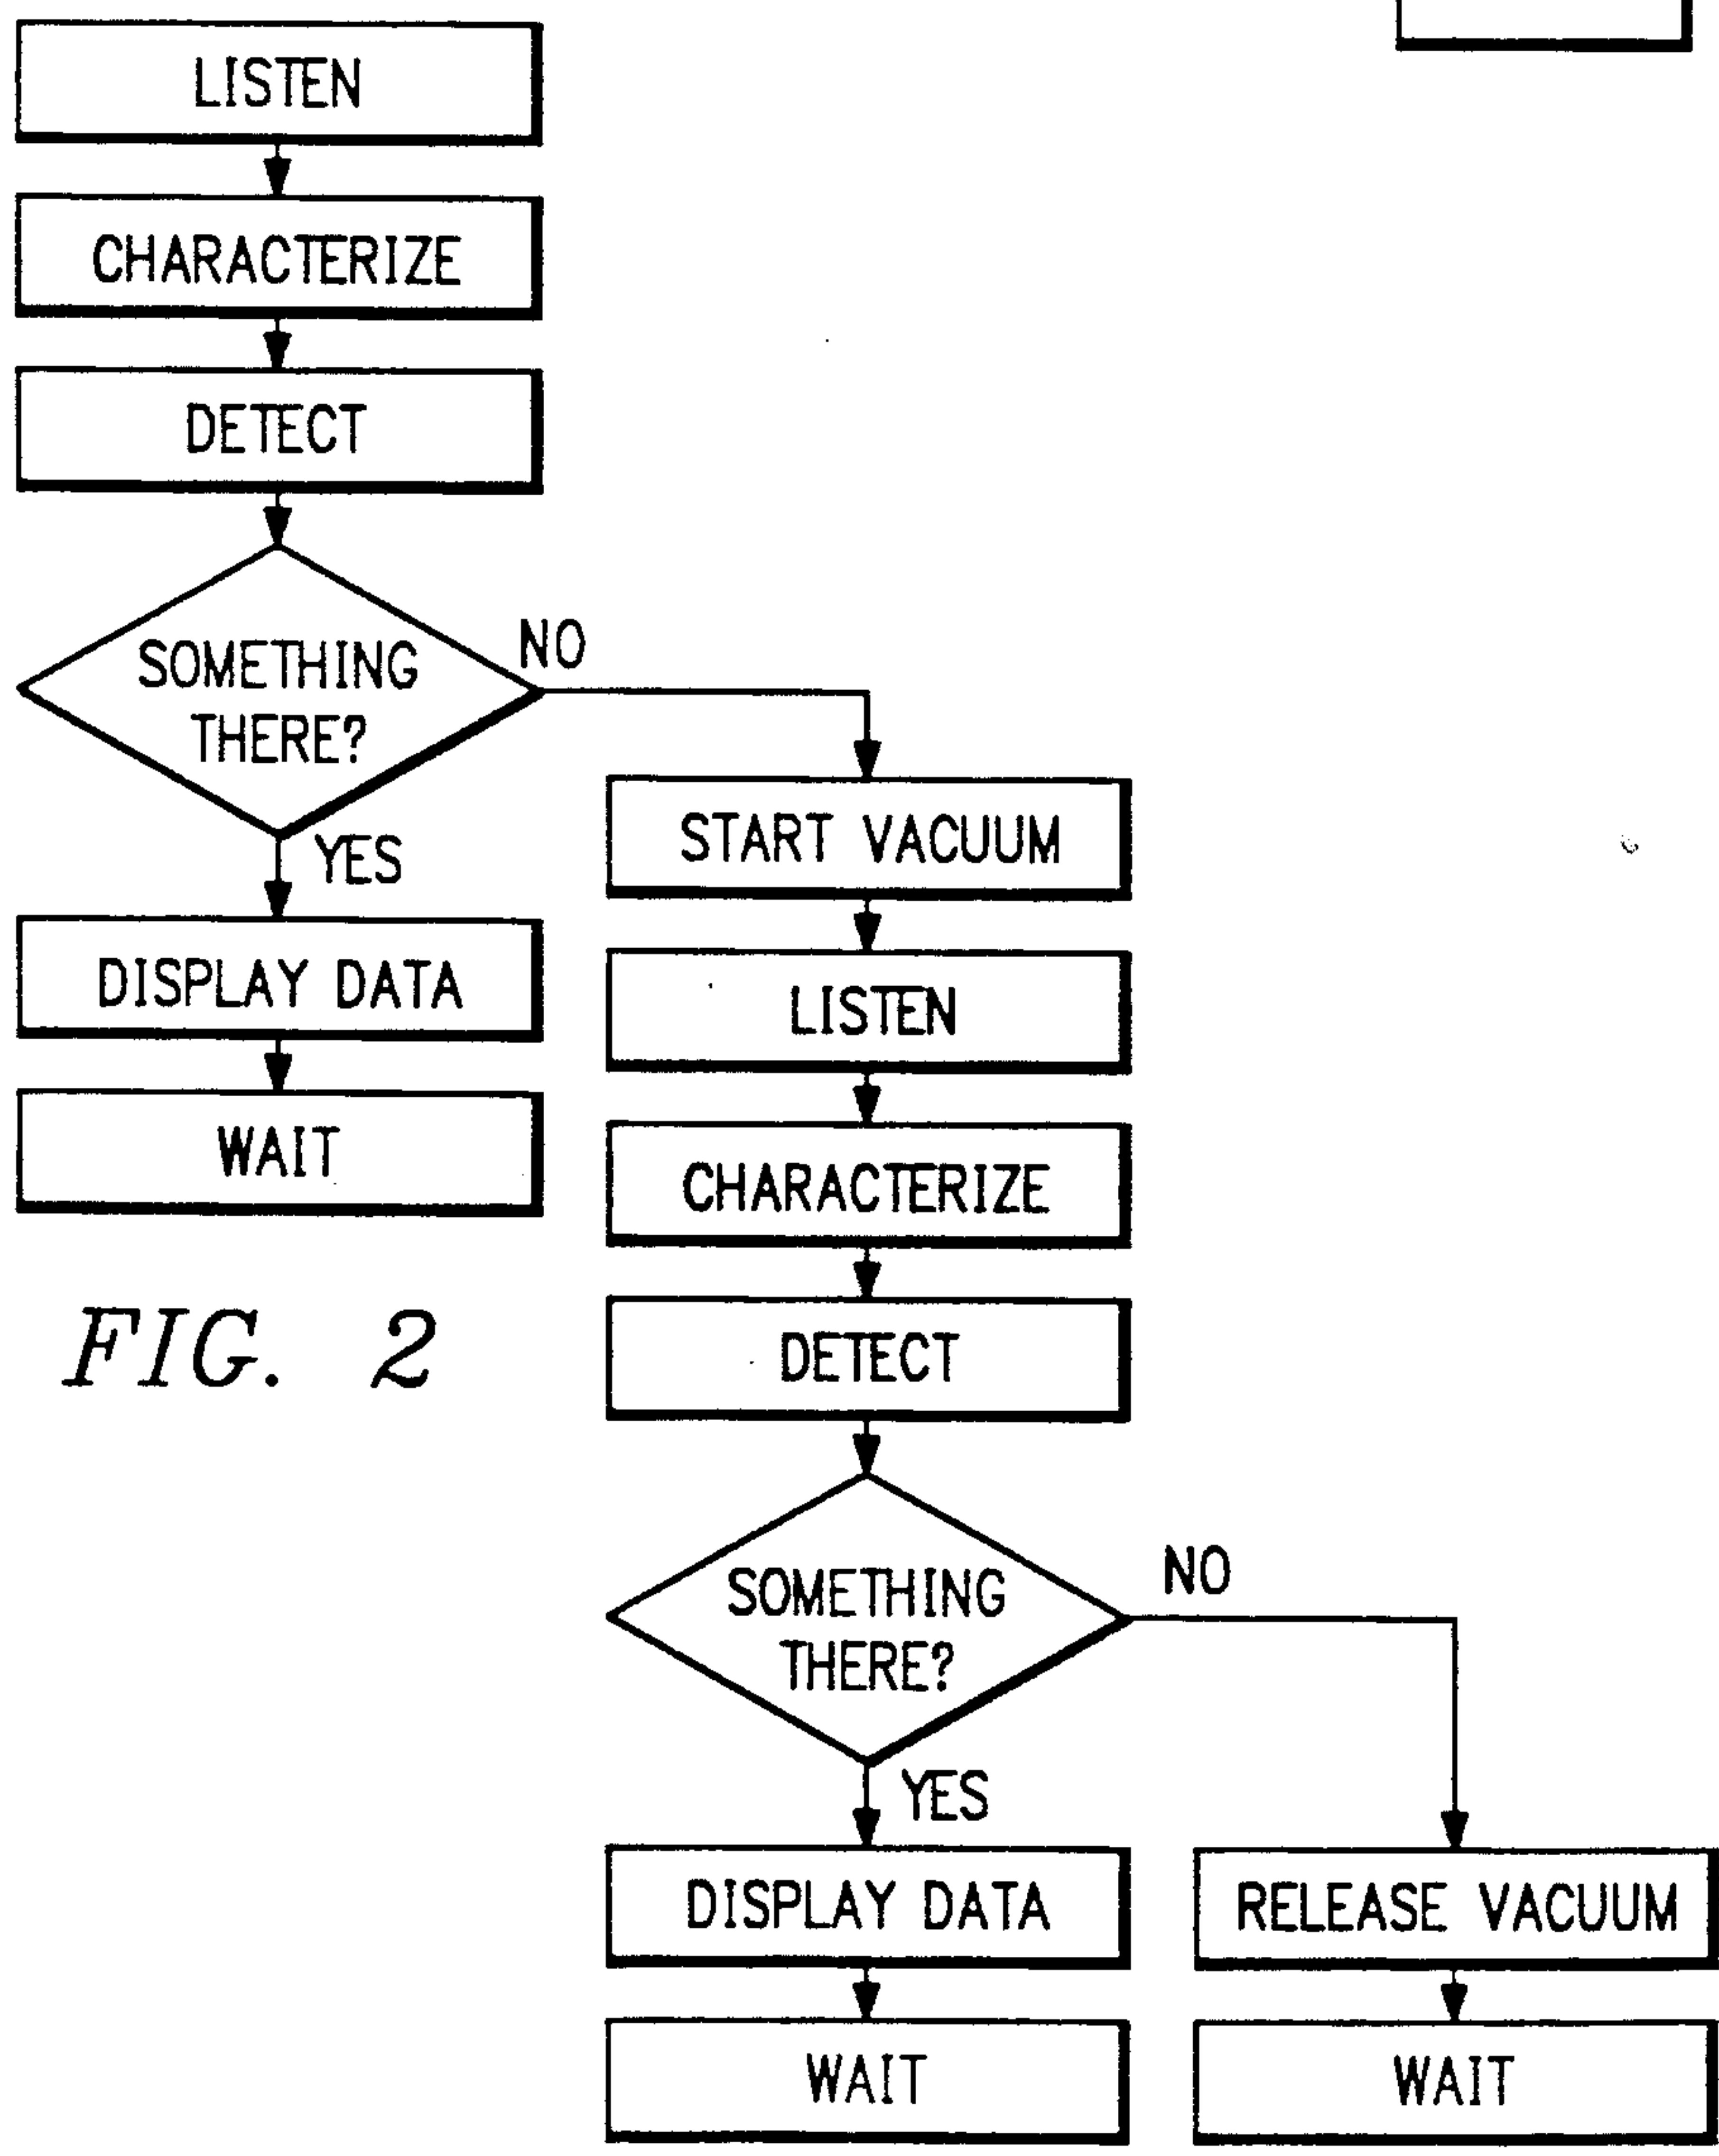 LISTEN
CHARACTERIZE
DETECT
SOMETHING
THERE?
NO
YES
DISPLAY DATA
WAIT
START VACUUM
LISTEN
CHARACTERIZE
DETECT
SOMETHING
THERE?
NO
YES
DISPLAY DATA
WAIT
RELEASE VACUUM
WAIT
FIG. 2